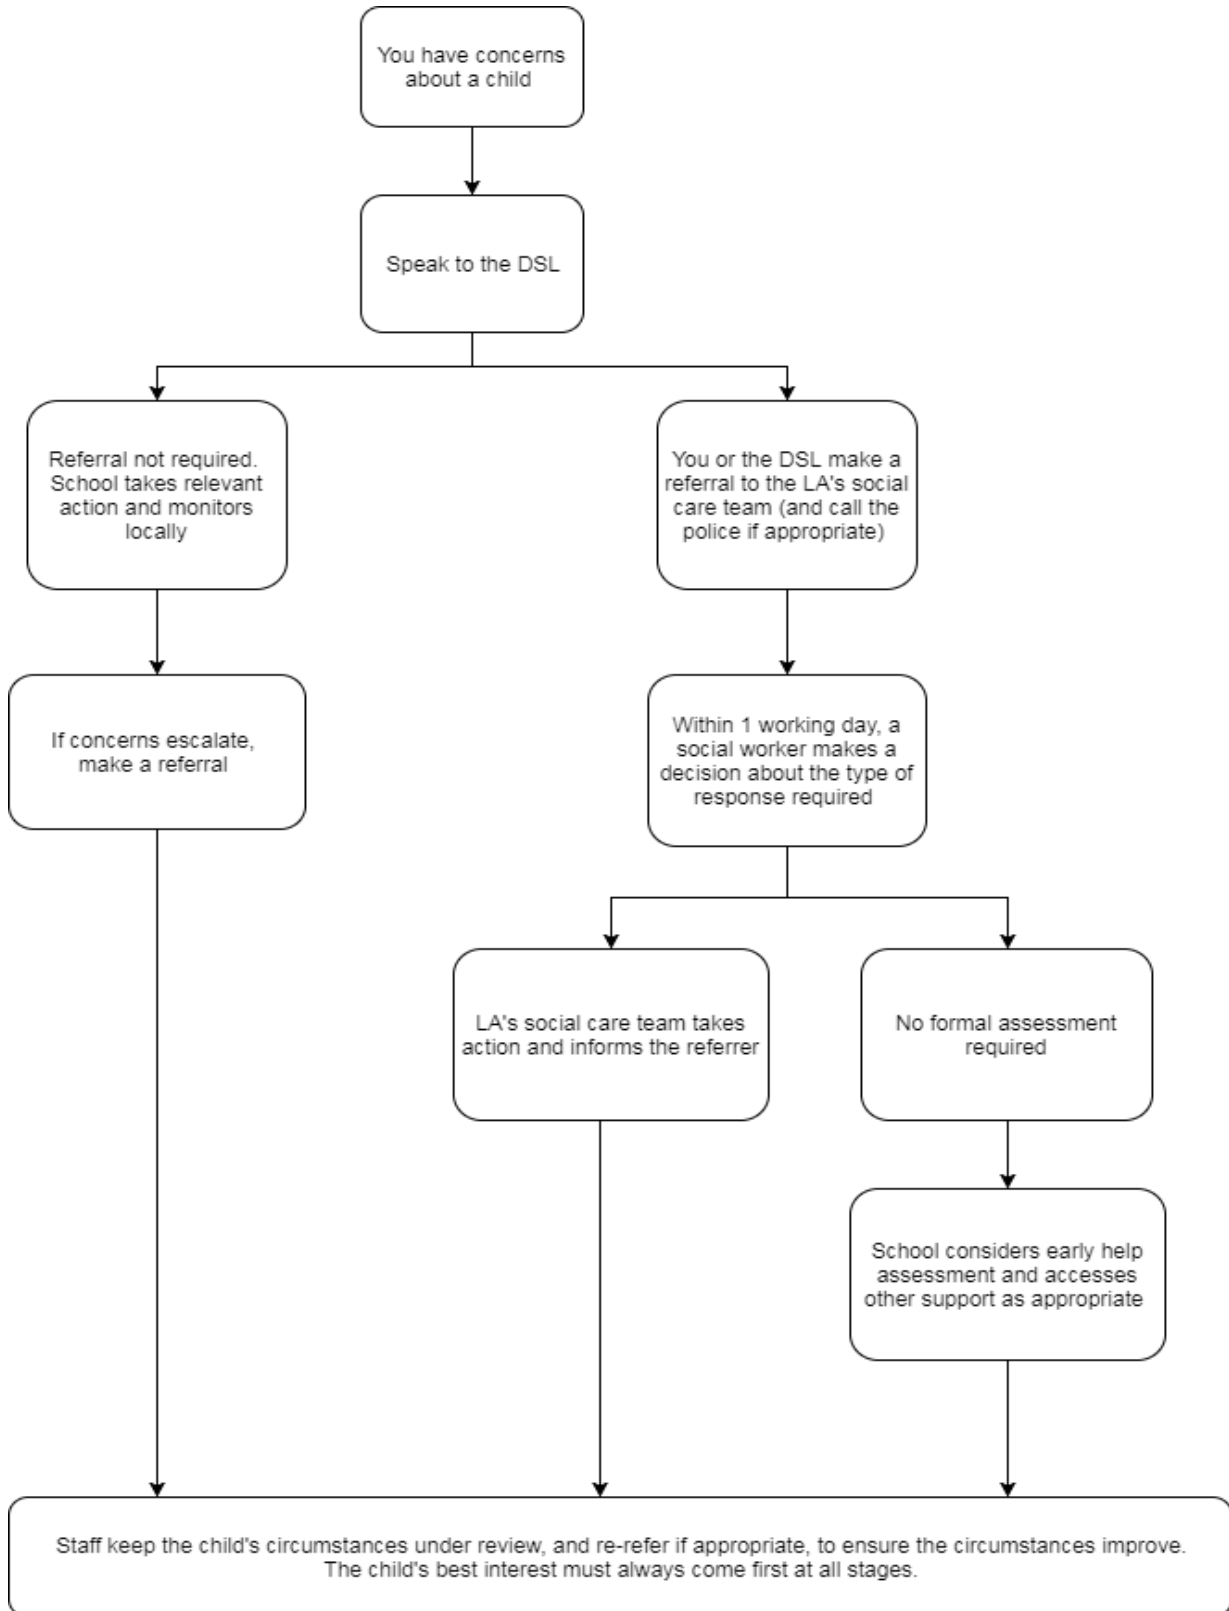 You have concerns
about a child
Speak to the DSL
Referral not required.
School takes relevant
action and monitors
locally
You or the DSL make a
referral to the LA's social
care team (and call the
police if appropriate)
If concerns escalate,
make a referral
Within 1 working day, a
social worker makes a
decision about the type of
response required
LA's social care team takes
action and informs the referrer
No formal assessment
required
School considers early help
assessment and accesses
other support as appropriate
Staff keep the child's circumstances under review, and re-refer if appropriate, to ensure the circumstances improve.
The child's best interest must always come first at all stages.